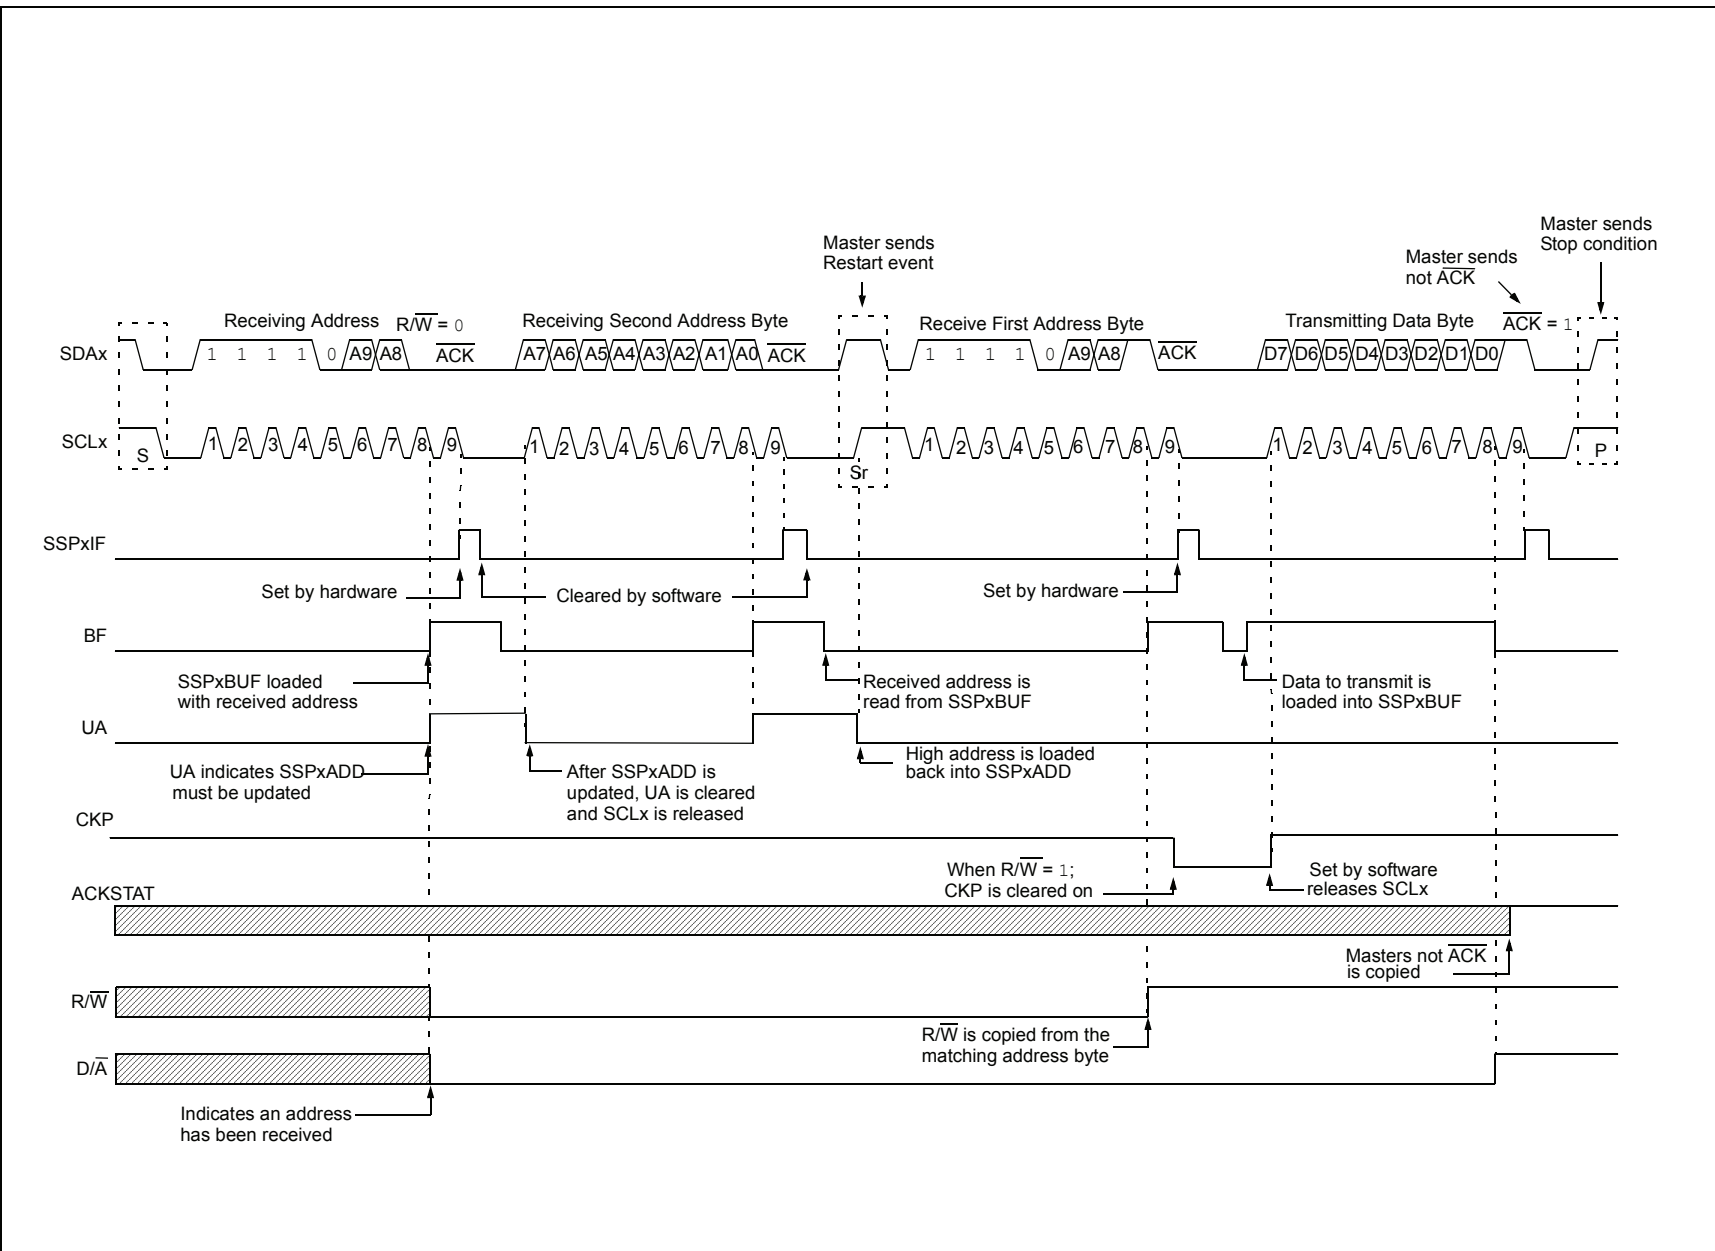 Master sends
Stop condition
Master sends
Restart event
Master sends
not ACK
Receiving Address R/W = 0
Receiving Second Address Byte
Receive First Address Byte
Transmitting Data Byte
ACK = 1
SDAx
1 1 1 1 0 A9 A8 ACK A7 A6 A5 A4 A3 A2 A1 A0 ACK 1 1 1 1 0 A9 A8 ACK D7 D6 D5 D4 D3 D2 D1 D0
SCLx
S 1 2 3 4 5 6 7 8 9 1 2 3 4 5 6 7 8 9 Sr 1 2 3 4 5 6 7 8 9 1 2 3 4 5 6 7 8 9 P
SSPxIF
Set by hardware
Cleared by software
Set by hardware
BF
SSPxBUF loaded
with received address
Received address is
read from SSPxBUF
Data to transmit is
loaded into SSPxBUF
UA
UA indicates SSPxADD
must be updated
After SSPxADD is
updated, UA is cleared
and SCLx is released
High address is loaded
back into SSPxADD
CKP
When R/W = 1;
CKP is cleared on
Set by software
releases SCLx
ACKSTAT
Masters not ACK
is copied
R/W
R/W is copied from the
matching address byte
D/A
Indicates an address
has been received